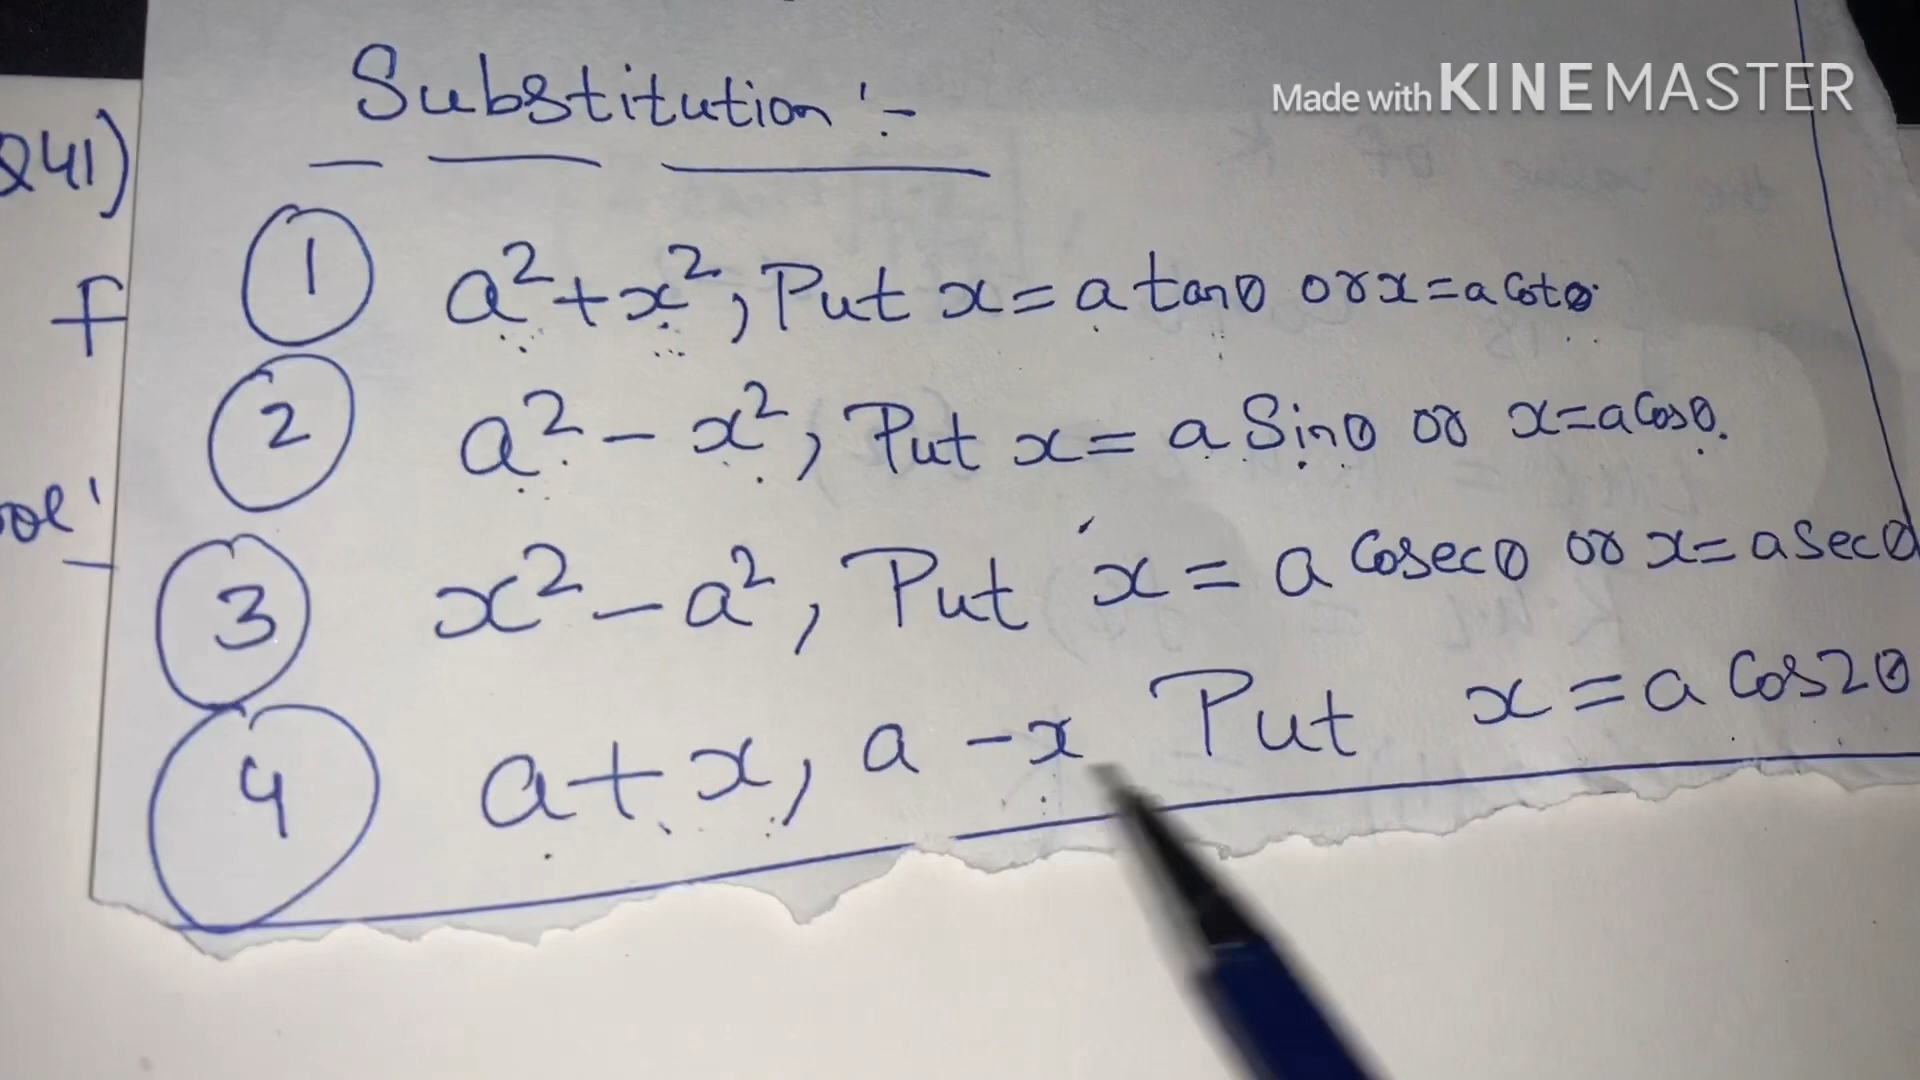 Substitution :-
Made with KINEMASTER
Q41)
f
① a²+x², Put x = a tanθ or x = a cotθ
② a² - x², Put x = a Sinθ or x=a Cosθ.
③ x² - a², Put x = a Cosecθ or x = a Secθ
④ a+x, a-x Put x = a Cos2θ